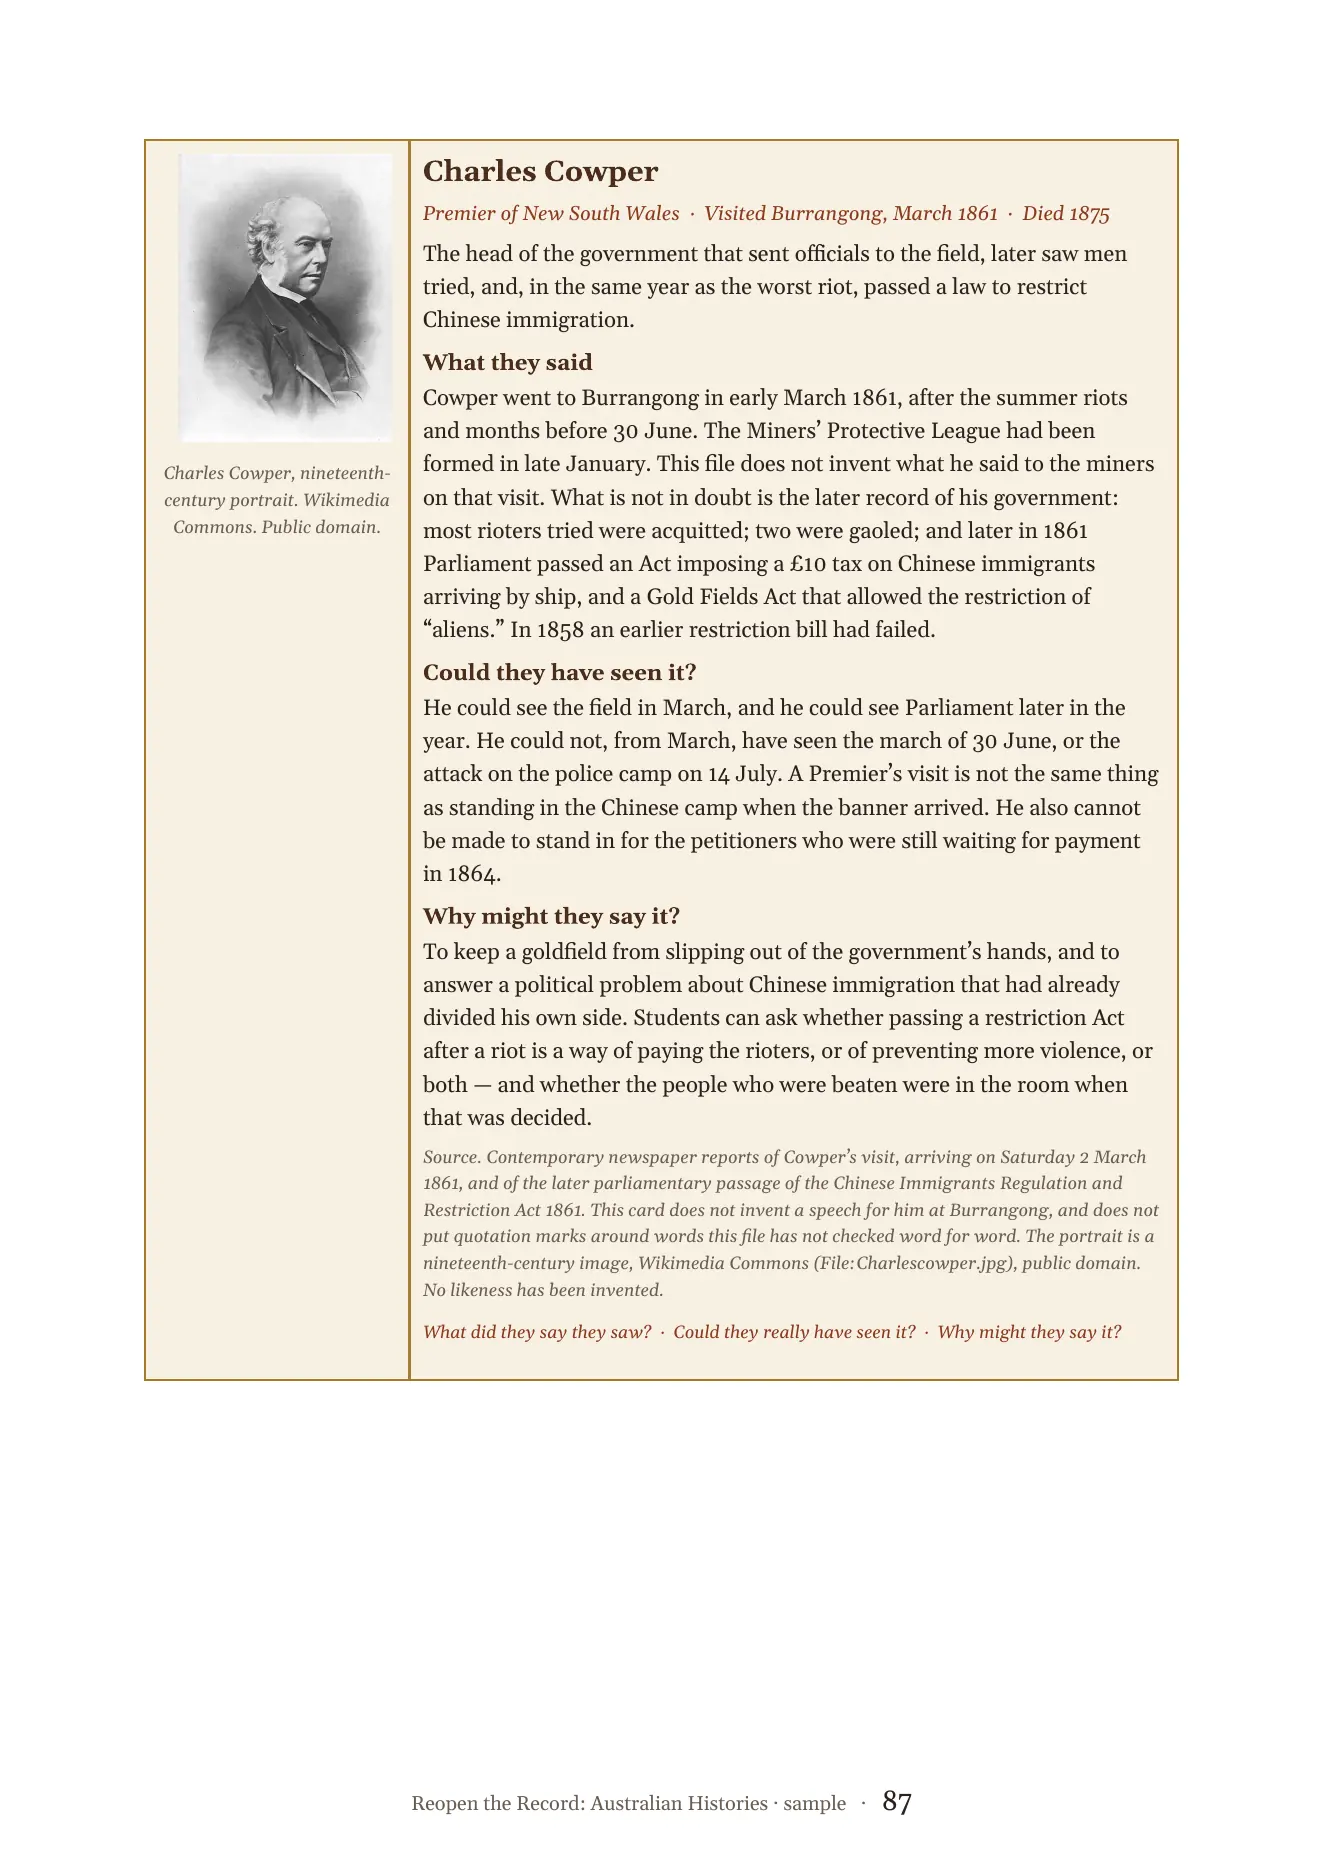 Charles Cowper, nineteenth-
century portrait. Wikimedia
Commons. Public domain.
Charles Cowper
Premier of New South Wales · Visited Burrangong, March 1861 · Died 1875
The head of the government that sent officials to the field, later saw men
tried, and, in the same year as the worst riot, passed a law to restrict
Chinese immigration.
What they said
Cowper went to Burrangong in early March 1861, after the summer riots
and months before 30 June. The Miners’ Protective League had been
formed in late January. This file does not invent what he said to the miners
on that visit. What is not in doubt is the later record of his government:
most rioters tried were acquitted; two were gaoled; and later in 1861
Parliament passed an Act imposing a £10 tax on Chinese immigrants
arriving by ship, and a Gold Fields Act that allowed the restriction of
“aliens.” In 1858 an earlier restriction bill had failed.
Could they have seen it?
He could see the field in March, and he could see Parliament later in the
year. He could not, from March, have seen the march of 30 June, or the
attack on the police camp on 14 July. A Premier’s visit is not the same thing
as standing in the Chinese camp when the banner arrived. He also cannot
be made to stand in for the petitioners who were still waiting for payment
in 1864.
Why might they say it?
To keep a goldfield from slipping out of the government’s hands, and to
answer a political problem about Chinese immigration that had already
divided his own side. Students can ask whether passing a restriction Act
after a riot is a way of paying the rioters, or of preventing more violence, or
both — and whether the people who were beaten were in the room when
that was decided.
Source. Contemporary newspaper reports of Cowper’s visit, arriving on Saturday 2 March
1861, and of the later parliamentary passage of the Chinese Immigrants Regulation and
Restriction Act 1861. This card does not invent a speech for him at Burrangong, and does not
put quotation marks around words this file has not checked word for word. The portrait is a
nineteenth-century image, Wikimedia Commons (File:Charlescowper.jpg), public domain.
No likeness has been invented.
What did they say they saw? · Could they really have seen it? · Why might they say it?
Reopen the Record: Australian Histories · sample · 87